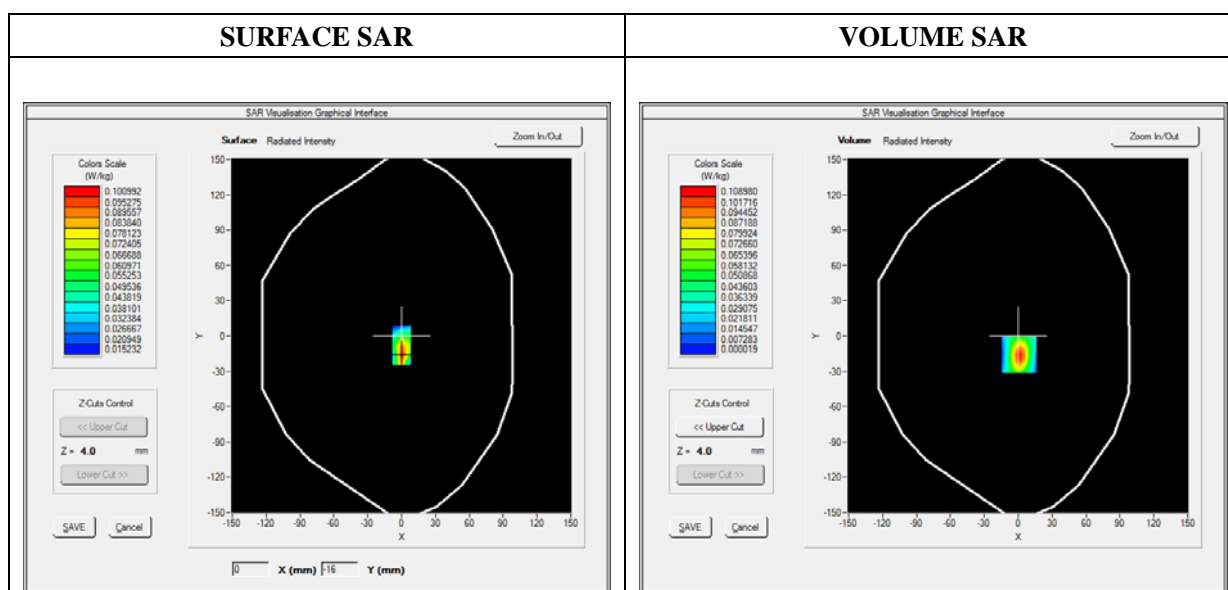 SURFACE SAR
VOLUME SAR
SAR Visualisation Graphical Interface
Surface Radiated Intensity
Zoom In/Out
Colors Scale
(W/kg)
0.100992
0.095275
0.089557
0.083840
0.078123
0.072405
0.066688
0.060971
0.055253
0.049536
0.043819
0.038101
0.032384
0.026667
0.020949
0.015232
Z-Cuts Control
<< Upper Cut
Z = 4.0 mm
Lower Cut >>
SAVE Cancel
150
120
90
60
30
0
-30
-60
-90
-120
-150
Y
-150 -120 -90 -60 -30 0 30 60 90 120 150
X
0 X (mm) -16 Y (mm)
SAR Visualisation Graphical Interface
Volume Radiated Intensity
Zoom In/Out
Colors Scale
(W/kg)
0.108980
0.101716
0.094452
0.087188
0.079924
0.072660
0.065396
0.058132
0.050868
0.043603
0.036339
0.029075
0.021811
0.014547
0.007283
0.000019
Z-Cuts Control
<< Upper Cut
Z = 4.0 mm
Lower Cut >>
SAVE Cancel
150
120
90
60
30
0
-30
-60
-90
-120
-150
Y
-150 -120 -90 -60 -30 0 30 60 90 120 150
X